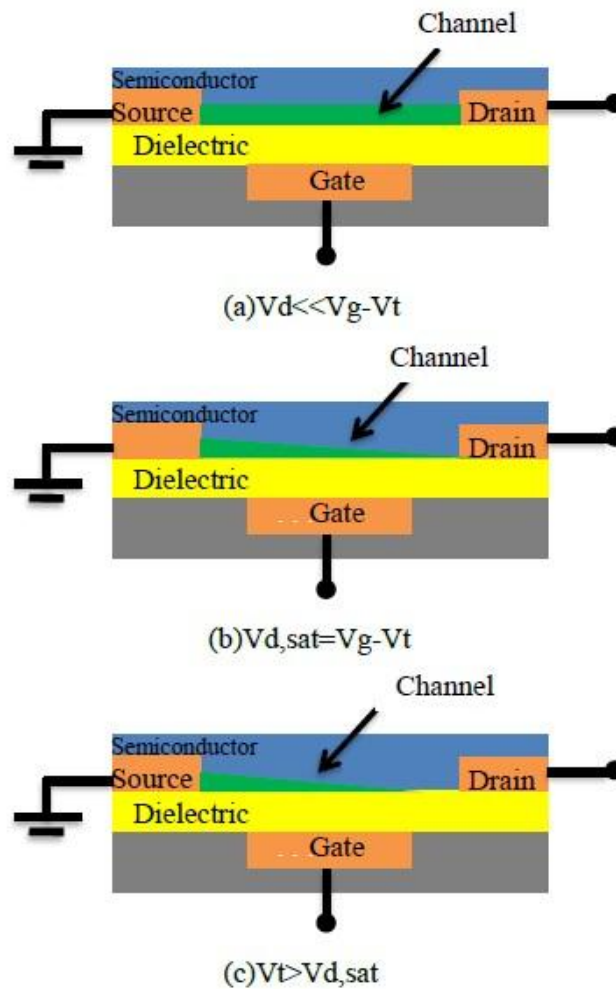 Channel
Semiconductor
Source
Drain
Dielectric
Gate
(a)Vd<<Vg-Vt
Channel
Semiconductor
Drain
Dielectric
Gate
(b)Vd,sat=Vg-Vt
Channel
Semiconductor
Source
Drain
Dielectric
Gate
(c)Vt>Vd,sat